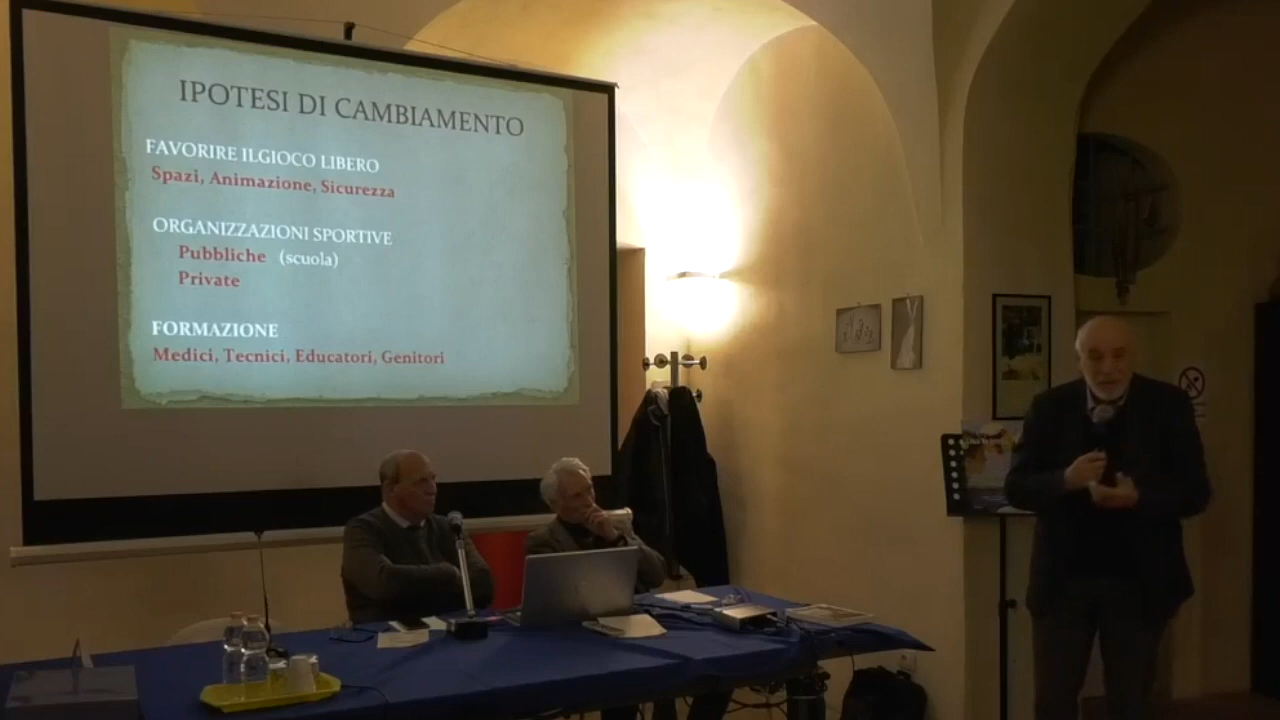 IPOTESI DI CAMBIAMENTO
FAVORIRE ILGIOCO LIBERO
Spazi, Animazione, Sicurezza
ORGANIZZAZIONI SPORTIVE
Pubbliche (scuola)
Private
FORMAZIONE
Medici, Tecnici, Educatori, Genitori